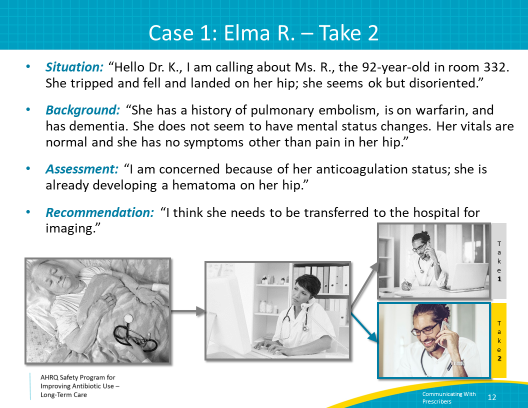 Case 1: Elma R. – Take 2
• Situation: “Hello Dr. K., I am calling about Ms. R., the 92-year-old in room 332.
She tripped and fell and landed on her hip; she seems ok but disoriented.”
• Background: “She has a history of pulmonary embolism, is on warfarin, and
has dementia. She does not seem to have mental status changes. Her vitals are
normal and she has no symptoms other than pain in her hip.”
• Assessment: “I am concerned because of her anticoagulation status; she is
already developing a hematoma on her hip.”
• Recommendation: “I think she needs to be transferred to the hospital for
imaging.”
Take 1
Take 2
AHRQ Safety Program for
Improving Antibiotic Use –
Long-Term Care
Communicating With
Prescribers
12